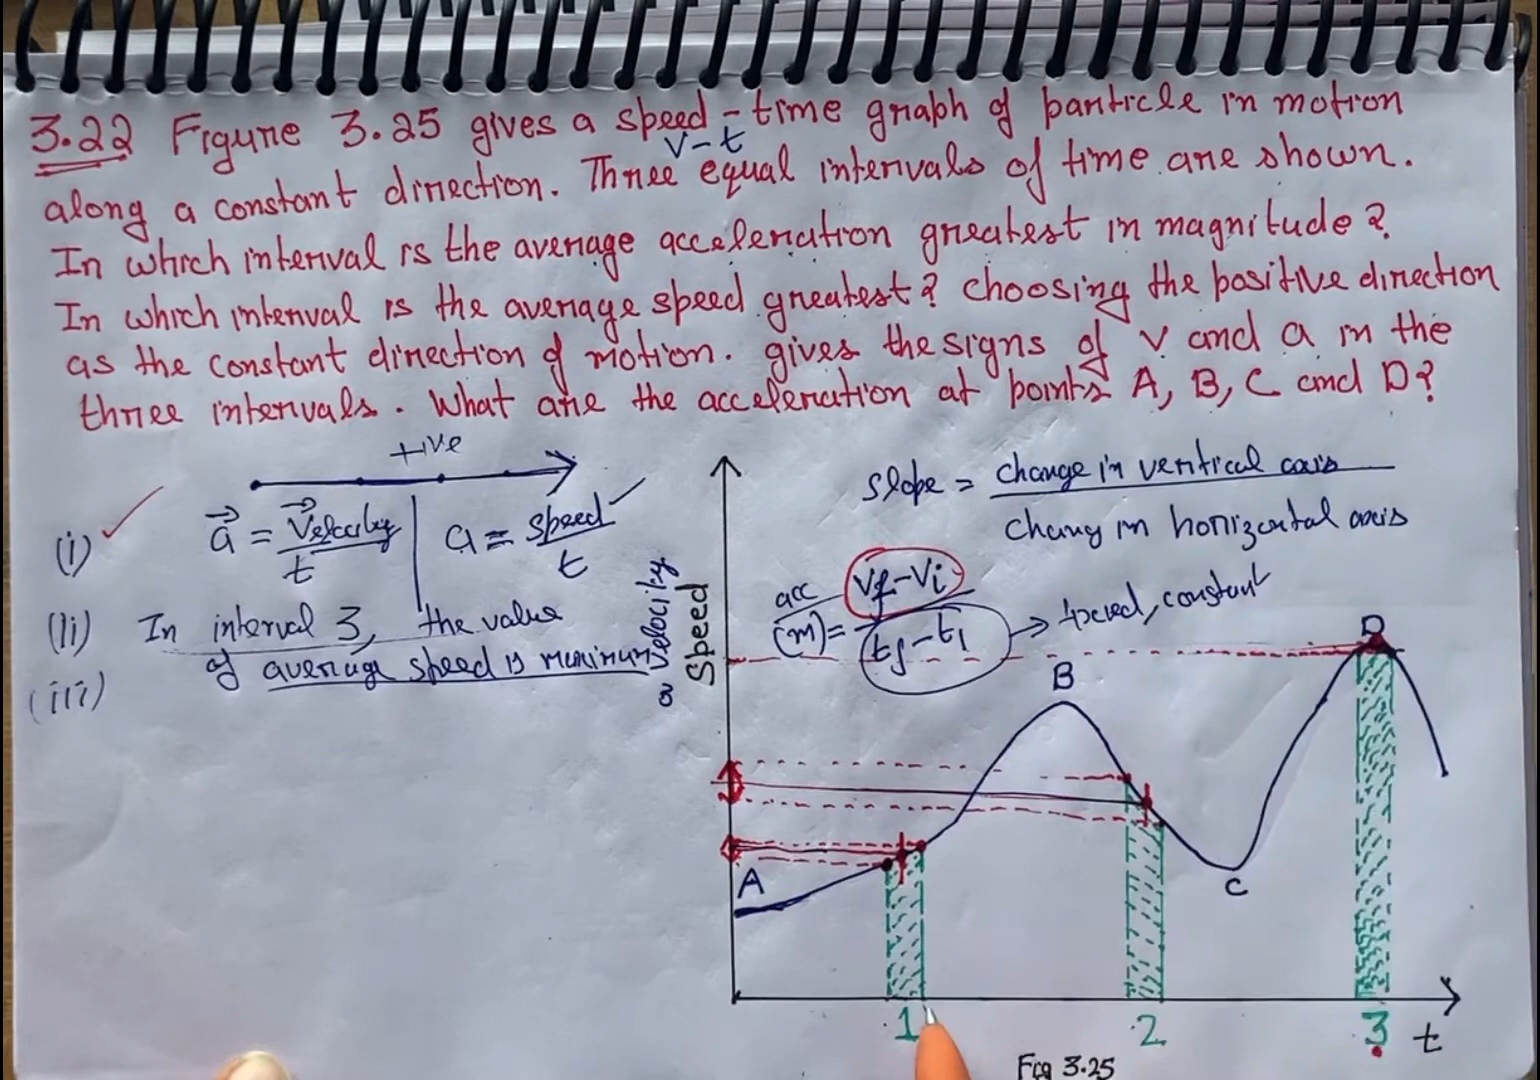 3.22 Figure 3.25 gives a speed - time graph of particle in motion
v-t
along a constant direction. Three equal intervals of time are shown.
In which interval is the average acceleration greatest in magnitude?
In which interval is the average speed greatest? choosing the positive direction
as the constant direction of motion. gives the signs of v and a in the
three intervals. What are the acceleration at points A, B, C and D?
+ive
slope = change in vertical axis
chang in horizontal axis
(i)
a = velocity / t
a = speed / t
acc
(m) = vf-vi / tf-ti → fixed, constant
(ii) In interval 3, the value
of average speed is
(iii)
velocity
Speed
A
B
C
D
1
2
3
t
Fig 3.25